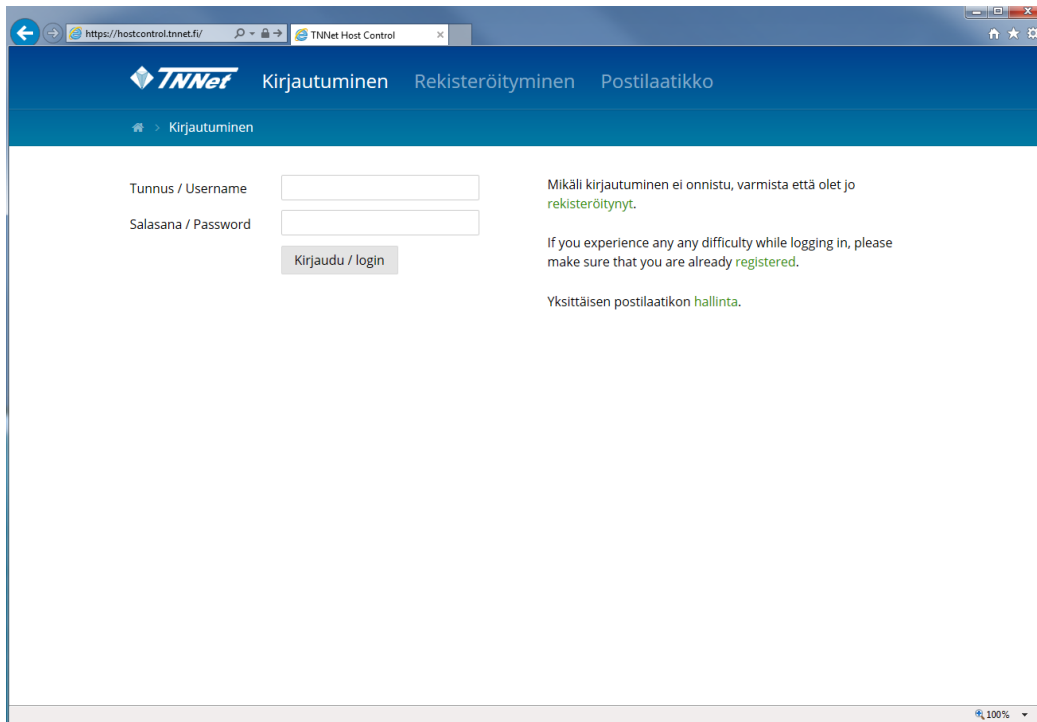 https://hostcontrol.tnnet.fi/
TNNet Host Control
TNNet Kirjautuminen Rekisteröityminen Postilaatikko
Kirjautuminen
Tunnus / Username
Salasana / Password
Kirjaudu / login
Mikäli kirjautuminen ei onnistu, varmista että olet jo
rekisteröitynyt.
If you experience any any difficulty while logging in, please
make sure that you are already registered.
Yksittäisen postilaatikon hallinta.
100%